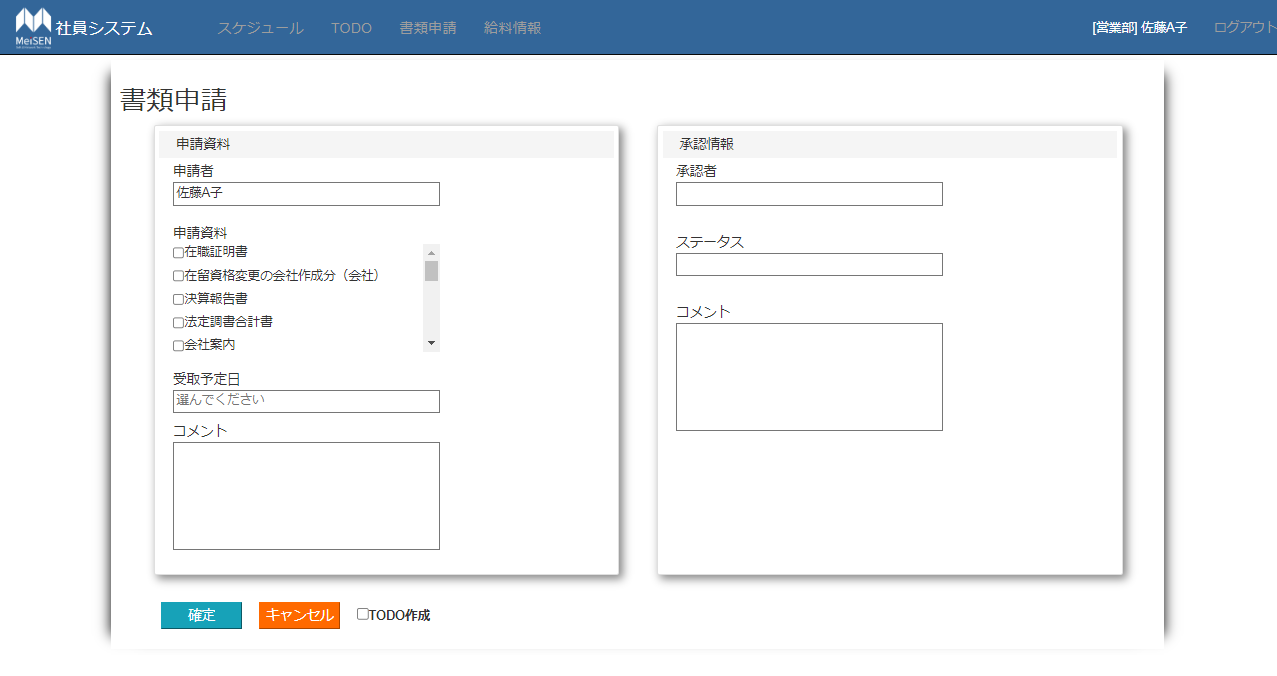 MeiSEN
社員システム
スケジュール
TODO
書類申請
給料情報
[営業部] 佐藤A子
ログアウト
書類申請
申請資料
申請者
佐藤A子
申請資料
在職証明書
在留資格変更の会社作成分（会社）
決算報告書
法定調書合計書
会社案内
受取予定日
選んでください
コメント
承認情報
承認者
ステータス
コメント
確定
キャンセル
TODO作成